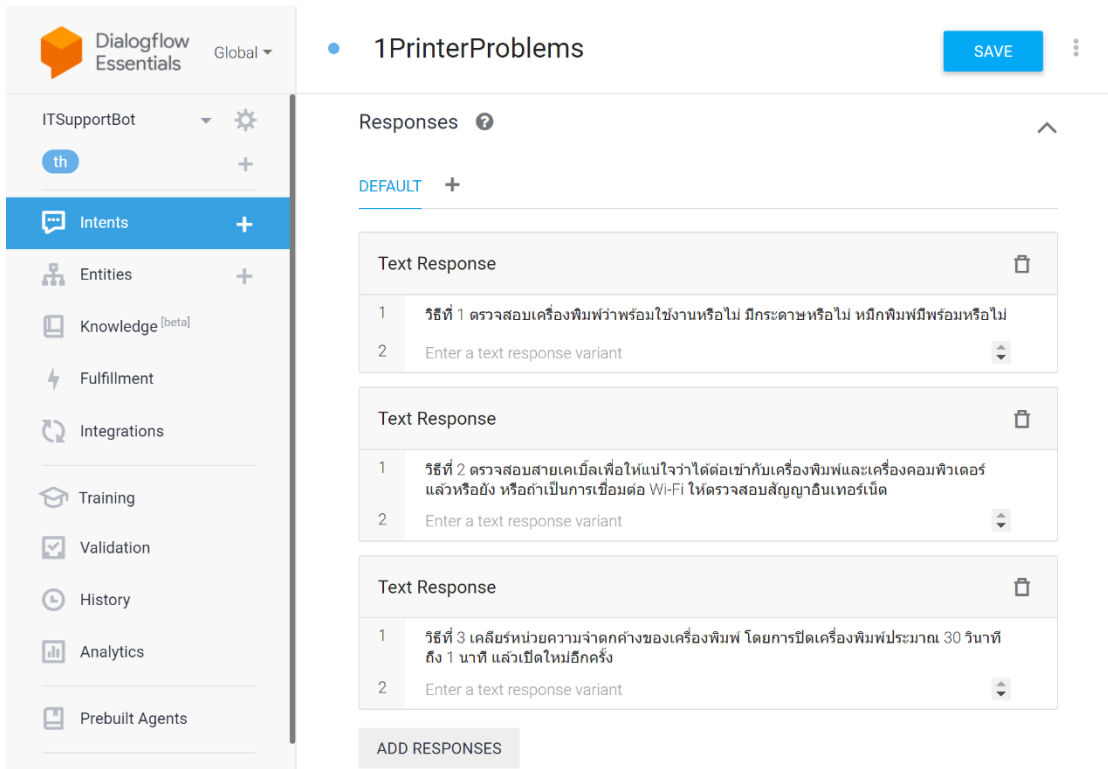 Dialogflow
Essentials
Global
1PrinterProblems
SAVE
ITSupportBot
th
Intents
Entities
Knowledge [beta]
Fulfillment
Integrations
Training
Validation
History
Analytics
Prebuilt Agents
Responses
DEFAULT
Text Response
1 วิธีที่ 1 ตรวจสอบเครื่องพิมพ์ว่าพร้อมใช้งานหรือไม่ มีกระดาษหรือไม่ หมึกพิมพ์มีพร้อมหรือไม่
2 Enter a text response variant
Text Response
1 วิธีที่ 2 ตรวจสอบสายเคเบิ้ลเพื่อให้แน่ใจว่าได้ต่อเข้ากับเครื่องพิมพ์และเครื่องคอมพิวเตอร์
แล้วหรือยัง หรือถ้าเป็นการเชื่อมต่อ Wi-Fi ให้ตรวจสอบสัญญาอินเทอร์เน็ต
2 Enter a text response variant
Text Response
1 วิธีที่ 3 เคลียร์หน่วยความจำตกค้างของเครื่องพิมพ์ โดยการปิดเครื่องพิมพ์ประมาณ 30 วินาที
ถึง 1 นาที แล้วเปิดใหม่อีกครั้ง
2 Enter a text response variant
ADD RESPONSES